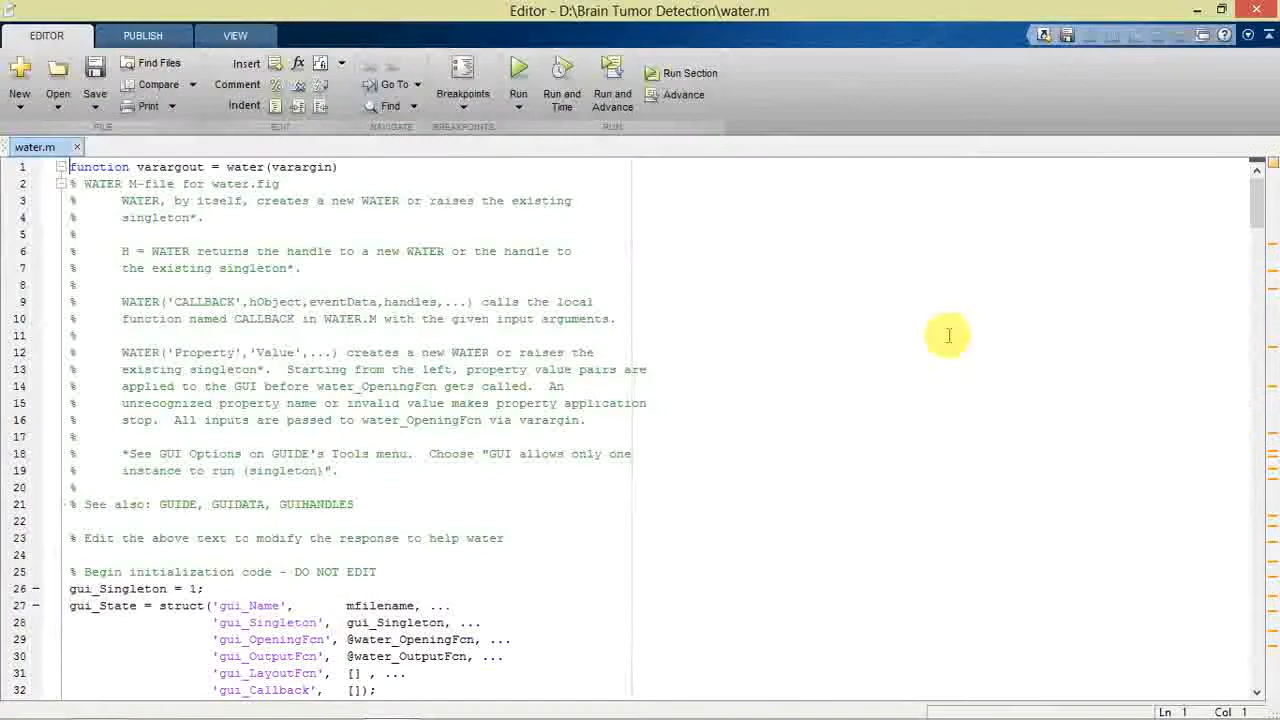 Editor - D:\Brain Tumor Detection\water.m
EDITOR PUBLISH VIEW
New Open Save
Find Files
Compare
Print
Insert
Comment
Indent
Go To
Find
Breakpoints
Run
Run and Time
Run and Advance
Run Section
Advance
FILE EDIT NAVIGATE BREAKPOINTS RUN
water.m
1 function varargout = water(varargin)
2 % WATER M-file for water.fig
3 % WATER, by itself, creates a new WATER or raises the existing
4 % singleton*.
5 %
6 % H = WATER returns the handle to a new WATER or the handle to
7 % the existing singleton*.
8 %
9 % WATER('CALLBACK',hObject,eventData,handles,...) calls the local
10 % function named CALLBACK in WATER.M with the given input arguments.
11 %
12 % WATER('Property','Value',...) creates a new WATER or raises the
13 % existing singleton*.  Starting from the left, property value pairs are
14 % applied to the GUI before water_OpeningFcn gets called.  An
15 % unrecognized property name or invalid value makes property application
16 % stop.  All inputs are passed to water_OpeningFcn via varargin.
17 %
18 % *See GUI Options on GUIDE's Tools menu.  Choose "GUI allows only one
19 % instance to run (singleton)".
20 %
21 % See also: GUIDE, GUIDATA, GUIHANDLES
22
23 % Edit the above text to modify the response to help water
24
25 % Begin initialization code - DO NOT EDIT
26 – gui_Singleton = 1;
27 – gui_State = struct('gui_Name', mfilename, ...
28 'gui_Singleton', gui_Singleton, ...
29 'gui_OpeningFcn', @water_OpeningFcn, ...
30 'gui_OutputFcn', @water_OutputFcn, ...
31 'gui_LayoutFcn', [] , ...
32 'gui_Callback', []);
Ln 1 Col 1